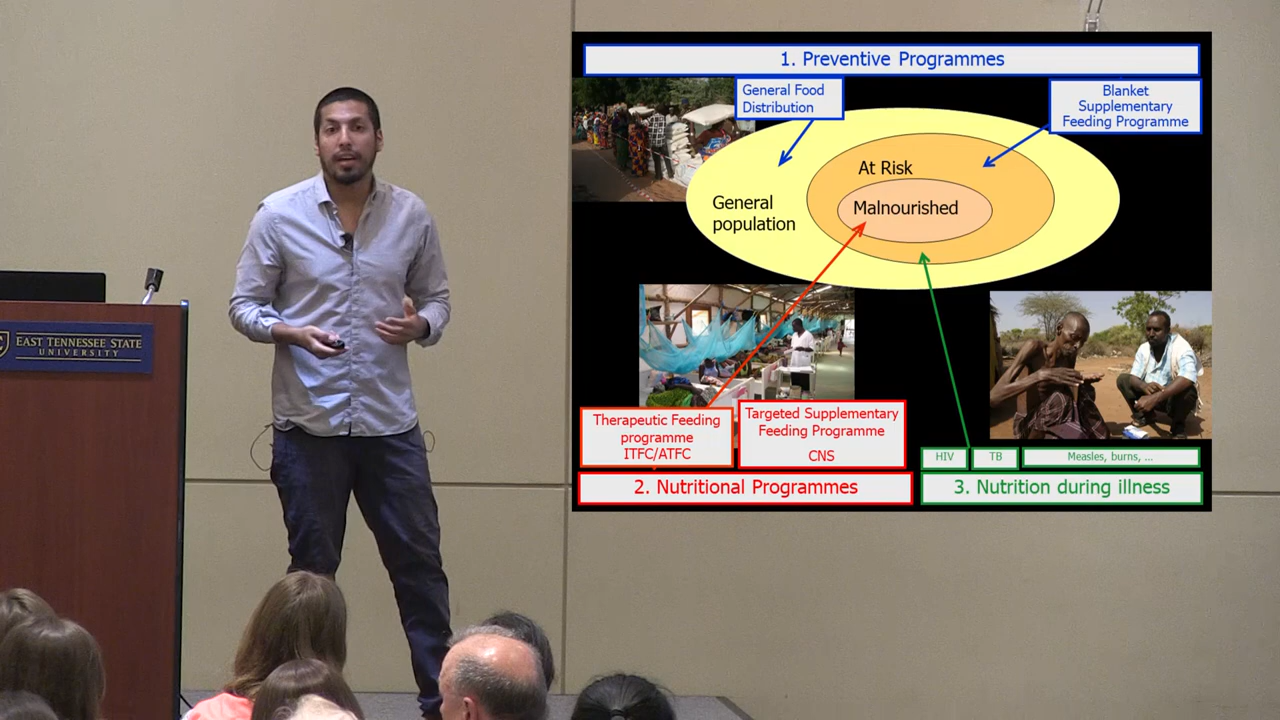 EAST TENNESSEE STATE
UNIVERSITY
1. Preventive Programmes
General Food
Distribution
Blanket
Supplementary
Feeding Programme
At Risk
General
population
Malnourished
Therapeutic Feeding
programme
ITFC/ATFC
Targeted Supplementary
Feeding Programme
CNS
HIV
TB
Measles, burns, ...
2. Nutritional Programmes
3. Nutrition during illness